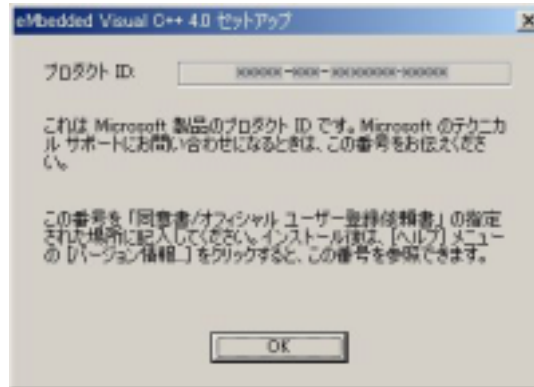 eMbedded Visual C++ 4.0 セットアップ
プロダクト ID: xxxxx-xxx-xxxxxxx-xxxxx
これは Microsoft 製品のプロダクト ID です。Microsoft のテクニカ
ル サポートにお問い合わせになるときは、この番号をお伝えくださ
い。
この番号を「同意書/オフィシャル ユーザー登録依頼書」の指定
された場所に記入してください。インストール後は、[ヘルプ] メニュー
の [バージョン情報...] をクリックすると、この番号を参照できます。
OK